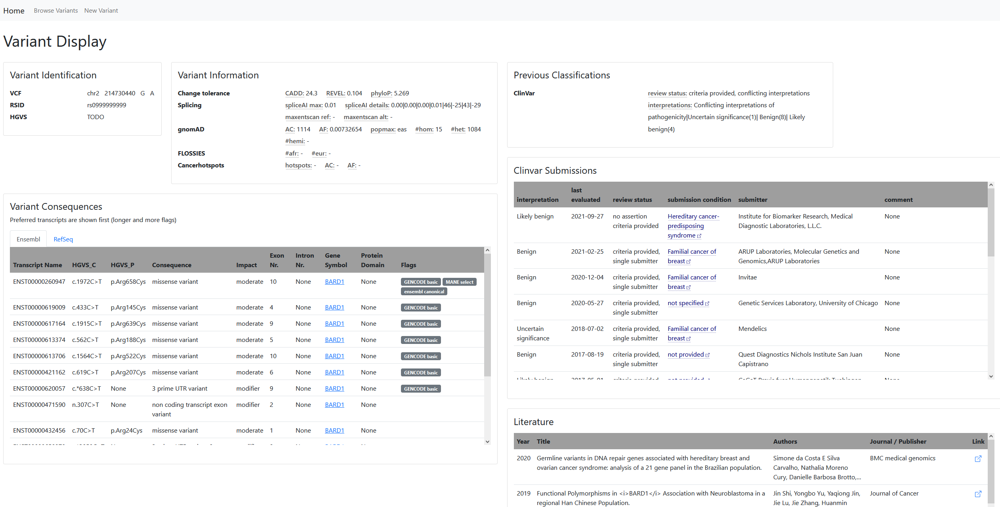 Home Browse Variants New Variant
Variant Display
Variant Identification
VCF chr2 214730440 G A
RSID rs0999999999
HGVS TODO
Variant Information
Change tolerance CADD: 24.3 REVEL: 0.104 phyloP: 5.269
Splicing spliceAI max: 0.01 spliceAI details: 0.00|0.00|0.00|0.01|46|-25|43|-29
maxentscan ref: - maxentscan alt: -
gnomAD AC: 1114 AF: 0.00732654 popmax: eas #hom: 15 #het: 1084
#hemi: -
FLOSSIES #afr: - #eur: -
Cancerhotspots hotspots: - AC: - AF: -
Variant Consequences
Preferred transcripts are shown first (longer and more flags)
Ensembl RefSeq
Transcript Name HGVS_C HGVS_P Consequence Impact Exon Nr. Intron Nr. Gene Symbol Protein Domain Flags
ENST00000260947 c.1972C>T p.Arg658Cys missense variant moderate 10 None BARD1 None GENCODE basic MANE select
ensembl canonical
ENST00000619009 c.433C>T p.Arg145Cys missense variant moderate 4 None BARD1 None GENCODE basic
ENST00000617164 c.1915C>T p.Arg639Cys missense variant moderate 9 None BARD1 None GENCODE basic
ENST00000613374 c.562C>T p.Arg188Cys missense variant moderate 5 None BARD1 None GENCODE basic
ENST00000613706 c.1564C>T p.Arg522Cys missense variant moderate 10 None BARD1 None GENCODE basic
ENST00000421162 c.619C>T p.Arg207Cys missense variant moderate 6 None BARD1 None GENCODE basic
ENST00000620057 c.*638C>T None 3 prime UTR variant modifier 9 None BARD1 None GENCODE basic
ENST00000471590 n.307C>T None non coding transcript exon modifier 2 None BARD1 None
variant
ENST00000432456 c.70C>T p.Arg24Cys missense variant moderate 1 None BARD1 None
Previous Classifications
ClinVar review status: criteria provided, conflicting interpretations
interpretations: Conflicting interpretations of
pathogenicity|Uncertain significance(1)| Benign(8)| Likely
benign(4)
Clinvar Submissions
interpretation last evaluated review status submission condition submitter comment
Likely benign 2021-09-27 no assertion Hereditary cancer- Institute for Biomarker Research, Medical None
criteria provided predisposing Diagnostic Laboratories, L.L.C.
syndrome
Benign 2021-02-25 criteria provided, Familial cancer of ARUP Laboratories, Molecular Genetics and None
single submitter breast Genomics,ARUP Laboratories
Benign 2020-12-04 criteria provided, Familial cancer of Invitae None
single submitter breast
Benign 2020-05-27 criteria provided, not specified Genetic Services Laboratory, University of Chicago None
single submitter
Uncertain 2018-07-02 criteria provided, Familial cancer of Mendelics None
significance single submitter breast
Benign 2017-08-19 criteria provided, not provided Quest Diagnostics Nichols Institute San Juan None
single submitter Capistrano
Literature
Year Title Authors Journal / Publisher Link
2020 Germline variants in DNA repair genes associated with hereditary breast and Simone da Costa E Silva BMC medical genomics
ovarian cancer syndrome: analysis of a 21 gene panel in the Brazilian population. Carvalho, Nathalia Moreno
Cury, Danielle Barbosa Brotto,...
2019 Functional Polymorphisms in <i>BARD1</i> Association with Neuroblastoma in a Jin Shi, Yongbo Yu, Yaqiong Jin, Journal of Cancer
regional Han Chinese Population. Jie Lu, Jie Zhang, Huanmin